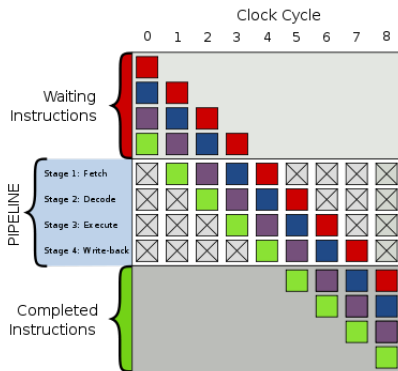 Clock Cycle
0 1 2 3 4 5 6 7 8
Waiting
Instructions
PIPELINE
Stage 1: Fetch
Stage 2: Decode
Stage 3: Execute
Stage 4: Write-back
Completed
Instructions